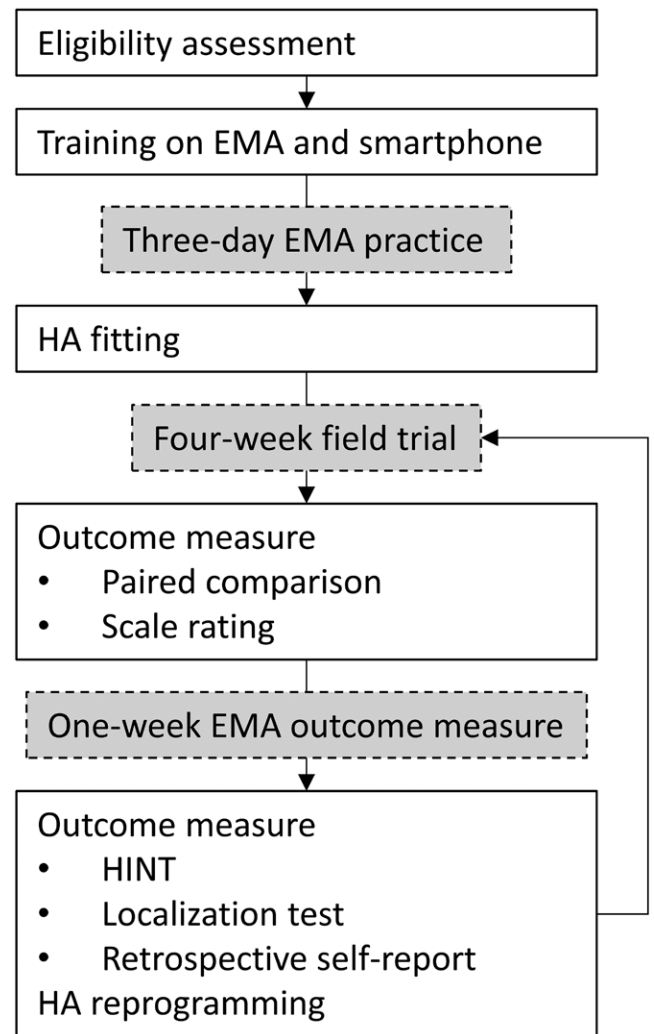 Eligibility assessment
Training on EMA and smartphone
Three-day EMA practice
HA fitting
Four-week field trial
Outcome measure
• Paired comparison
• Scale rating
One-week EMA outcome measure
Outcome measure
• HINT
• Localization test
• Retrospective self-report
HA reprogramming